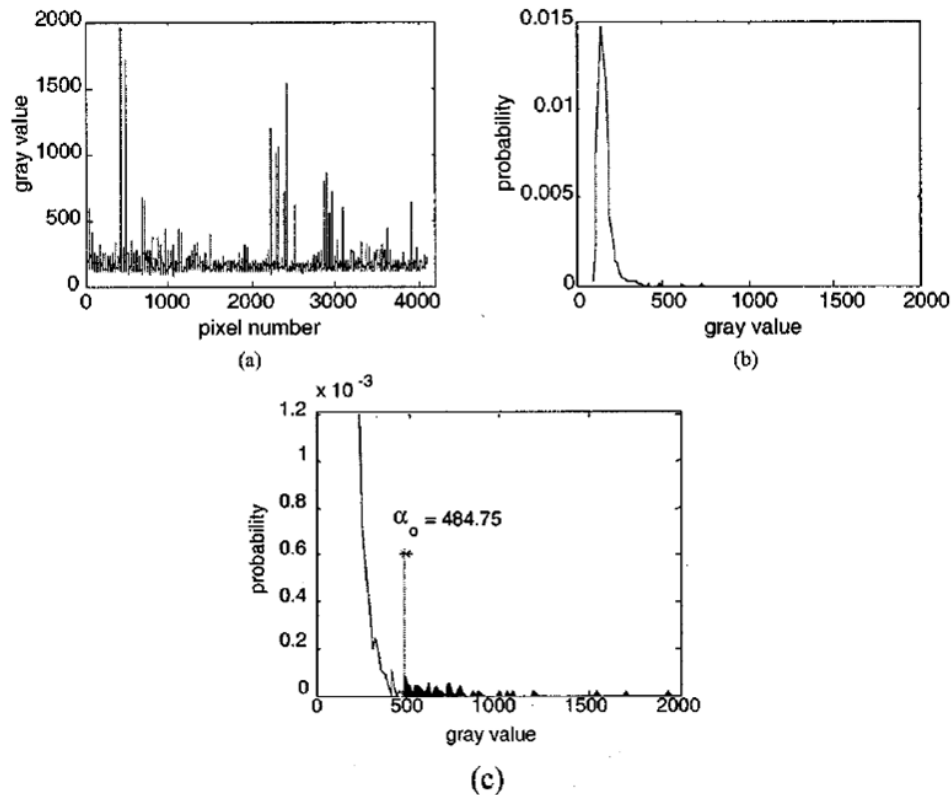 2000
1500
1000
500
0
gray value
0 1000 2000 3000 4000
pixel number
(a)
0.015
0.01
0.005
0
probability
0 500 1000 1500 2000
gray value
(b)
x 10 -3
1.2
1
0.8
0.6
0.4
0.2
0
probability
αo = 484.75
0 500 1000 1500 2000
gray value
(c)